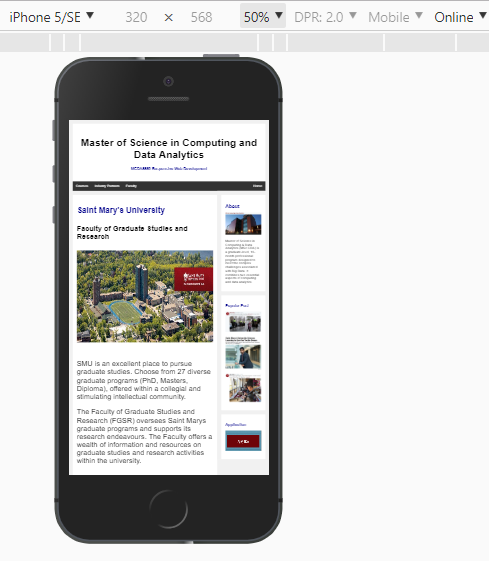 iPhone 5/SE ▼ 320 × 568 50% ▼ DPR: 2.0 ▼ Mobile ▼ Online ▼
Master of Science in Computing and
Data Analytics
Responsive Web Development
Courses Industry Partners Faculty Home
Saint Mary's University
Faculty of Graduate Studies and
Research
SMU is an excellent place to pursue
graduate studies. Choose from 27 diverse
graduate programs (PhD, Masters,
Diploma), offered within a collegial and
stimulating intellectual community.
The Faculty of Graduate Studies and
Research (FGSR) oversees Saint Marys
graduate programs and supports its
research endeavours. The Faculty offers a
wealth of information and resources on
graduate studies and research activities
within the university.
About
Popular Post
Application